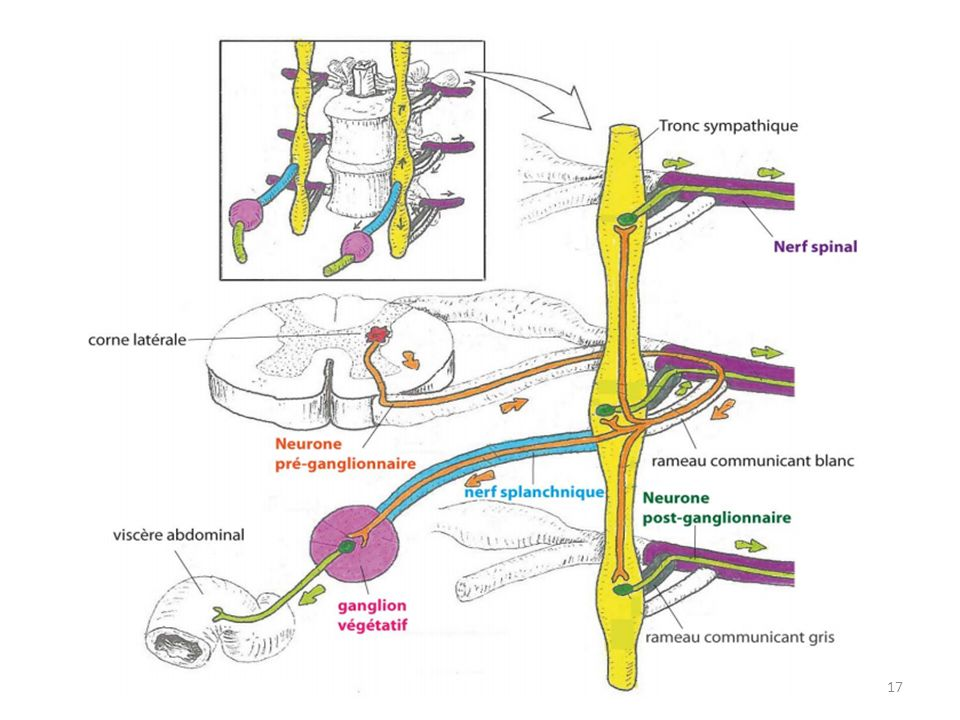 Tronc sympathique
Nerf spinal
corne latérale
Neurone
pré-ganglionnaire
rameau communicant blanc
nerf splanchnique
Neurone
post-ganglionnaire
viscère abdominal
ganglion
végétatif
rameau communicant gris
17